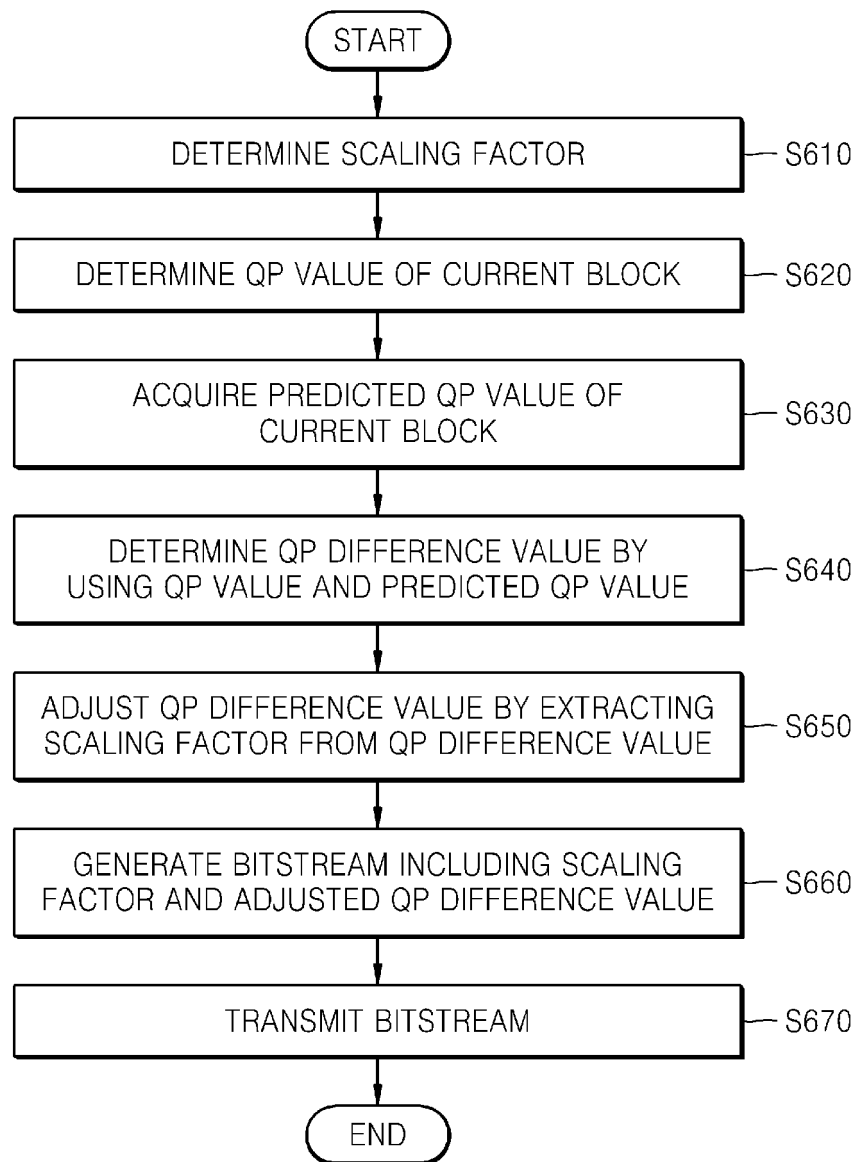 START
DETERMINE SCALING FACTOR
S610
DETERMINE QP VALUE OF CURRENT BLOCK
S620
ACQUIRE PREDICTED QP VALUE OF
CURRENT BLOCK
S630
DETERMINE QP DIFFERENCE VALUE BY
USING QP VALUE AND PREDICTED QP VALUE
S640
ADJUST QP DIFFERENCE VALUE BY EXTRACTING
SCALING FACTOR FROM QP DIFFERENCE VALUE
S650
GENERATE BITSTREAM INCLUDING SCALING
FACTOR AND ADJUSTED QP DIFFERENCE VALUE
S660
TRANSMIT BITSTREAM
S670
END